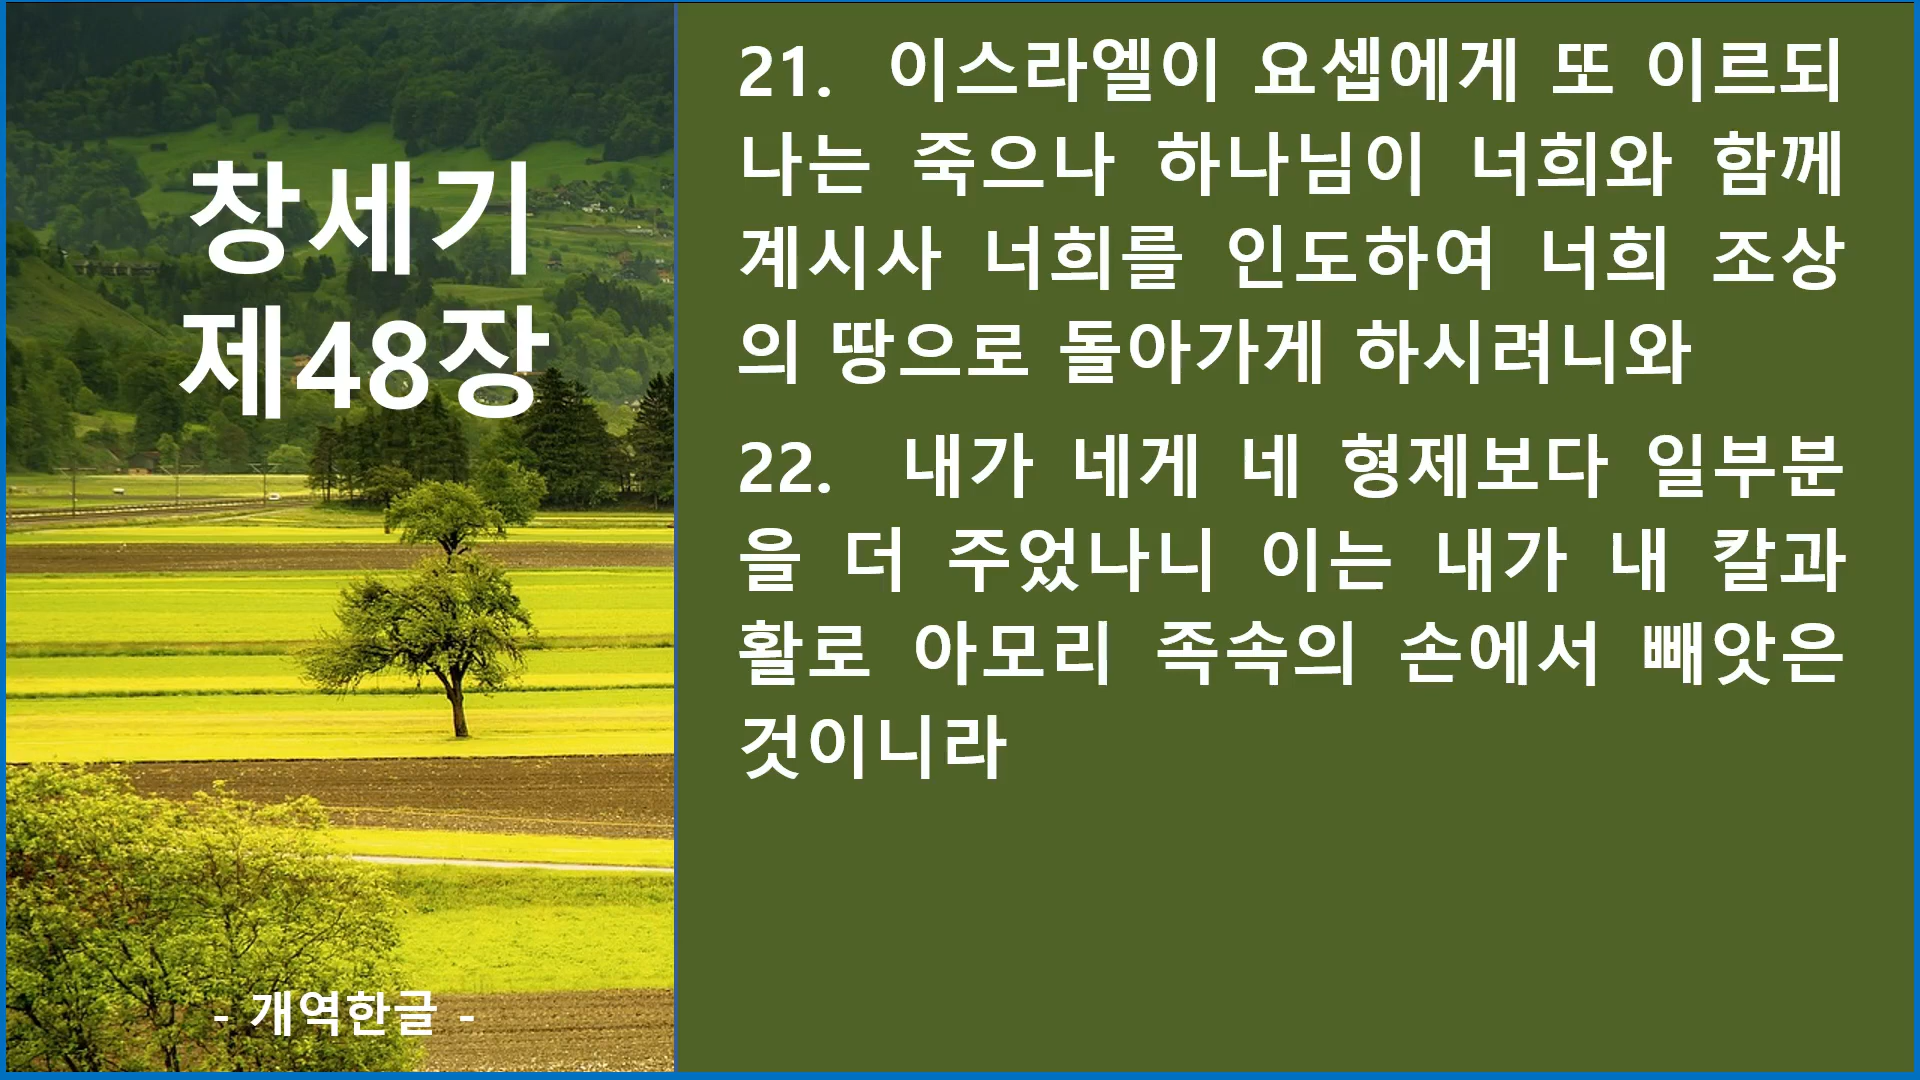 창세기
제48장
- 개역한글 -
21. 이스라엘이 요셉에게 또 이르되
나는 죽으나 하나님이 너희와 함께
계시사 너희를 인도하여 너희 조상
의 땅으로 돌아가게 하시려니와
22. 내가 네게 네 형제보다 일부분
을 더 주었나니 이는 내가 내 칼과
활로 아모리 족속의 손에서 빼앗은
것이니라